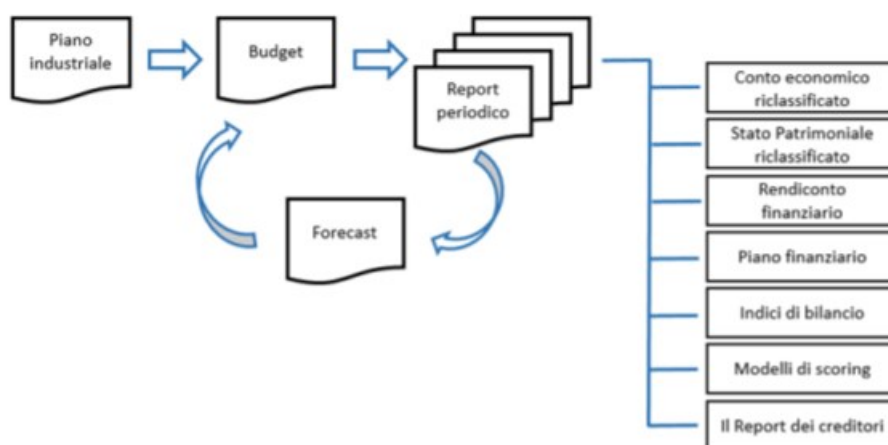 Piano
industriale
Budget
Report
periodico
Forecast
Conto economico
riclassificato
Stato Patrimoniale
riclassificato
Rendiconto
finanziario
Piano finanziario
Indici di bilancio
Modelli di scoring
Il Report dei creditori